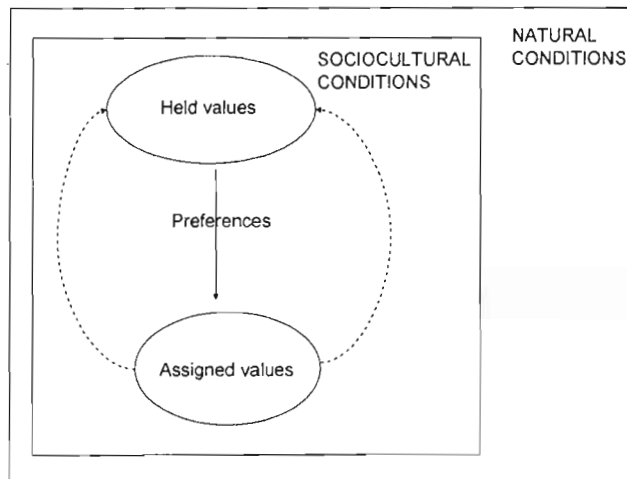 NATURAL
CONDITIONS
SOCIOCULTURAL
CONDITIONS
Held values
Preferences
Assigned values